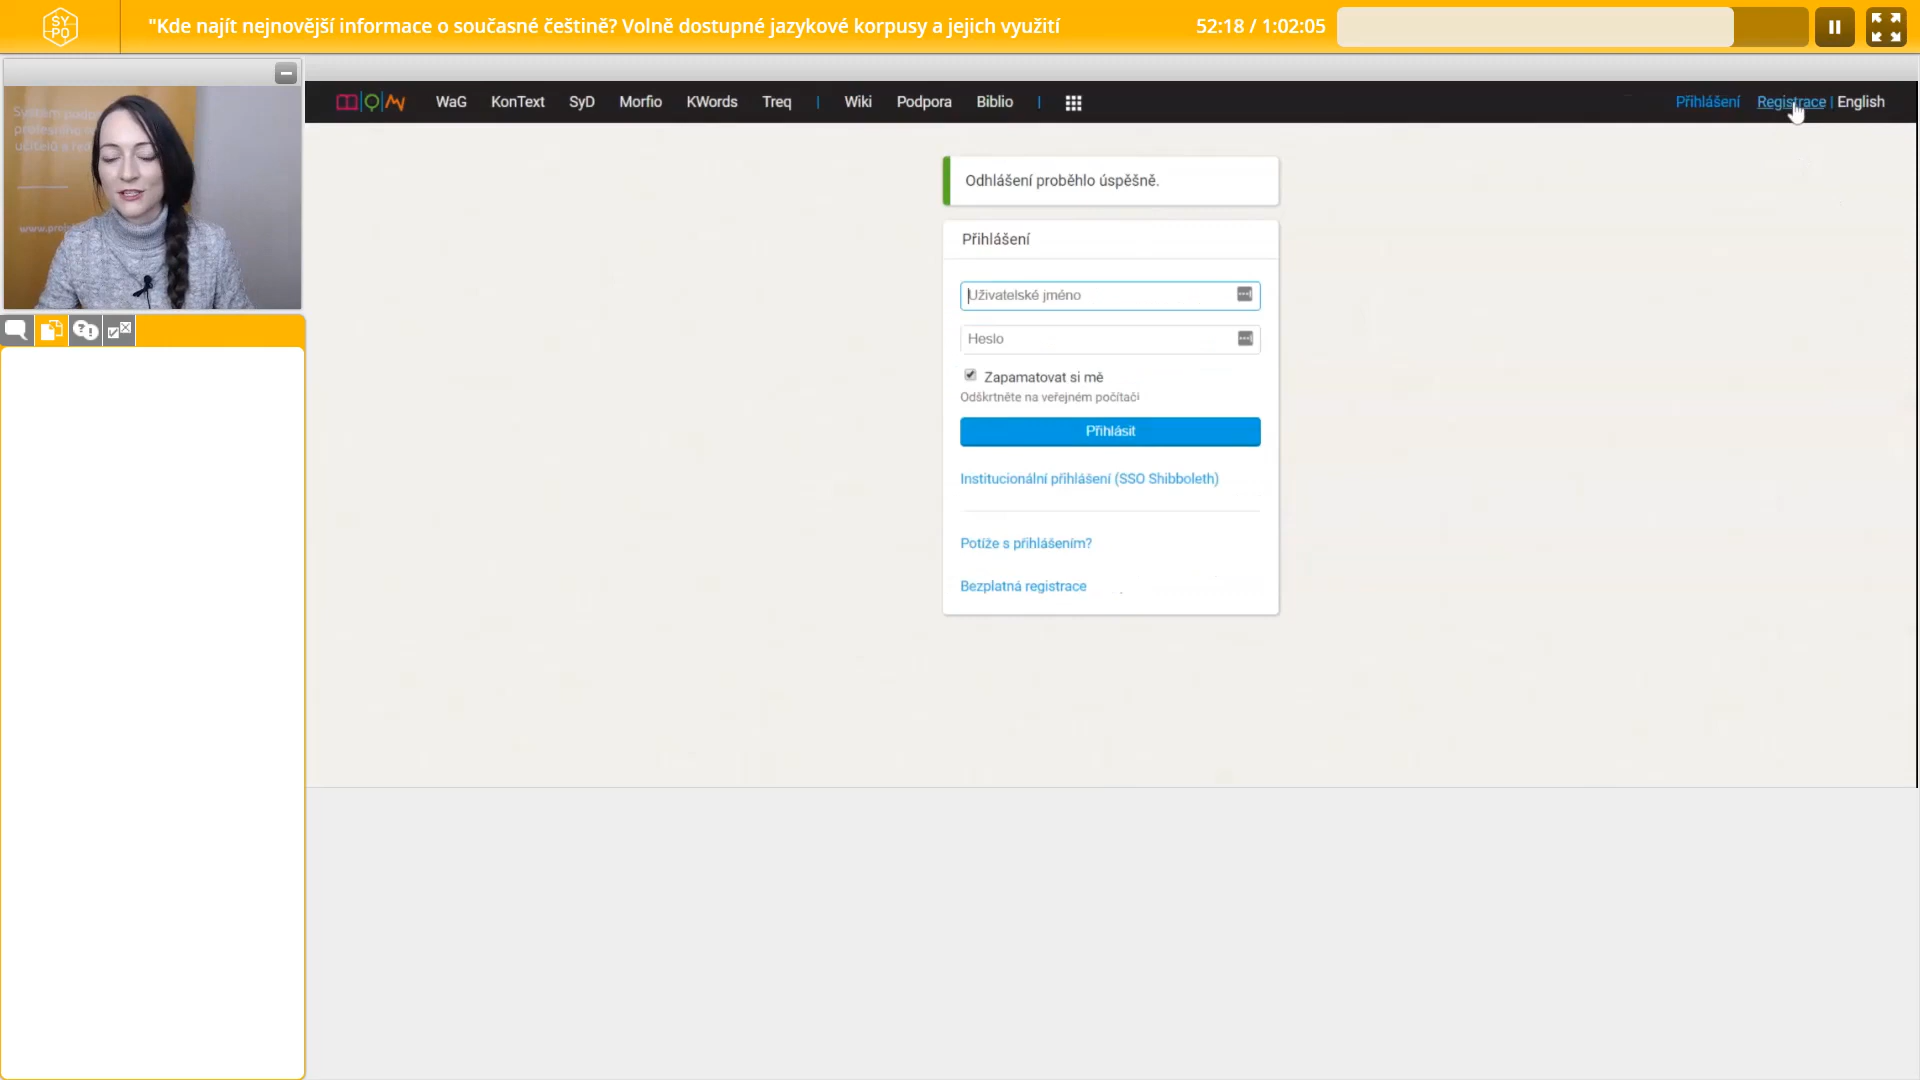 SY
PO
"Kde najít nejnovější informace o současné češtině? Volně dostupné jazykové korpusy a jejich využití
52:18 / 1:02:05
WaG KonText SyD Morfio KWords Treq | Wiki Podpora Biblio |
Přihlášení Registrace | English
Odhlášení proběhlo úspěšně.
Přihlášení
Uživatelské jméno
Heslo
Zapamatovat si mě
Odškrtněte na veřejném počítači
Přihlásit
Institucionální přihlášení (SSO Shibboleth)
Potíže s přihlášením?
Bezplatná registrace